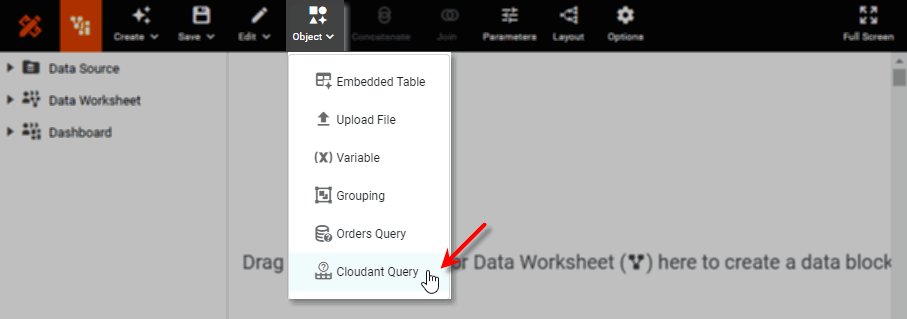 Create Save Edit Object Concatenate Join Parameters Layout Options Full Screen
Data Source
Data Worksheet
Dashboard
Embedded Table
Upload File
(x) Variable
Grouping
Orders Query
Cloudant Query
Drag or Data Worksheet ( ) here to create a data block